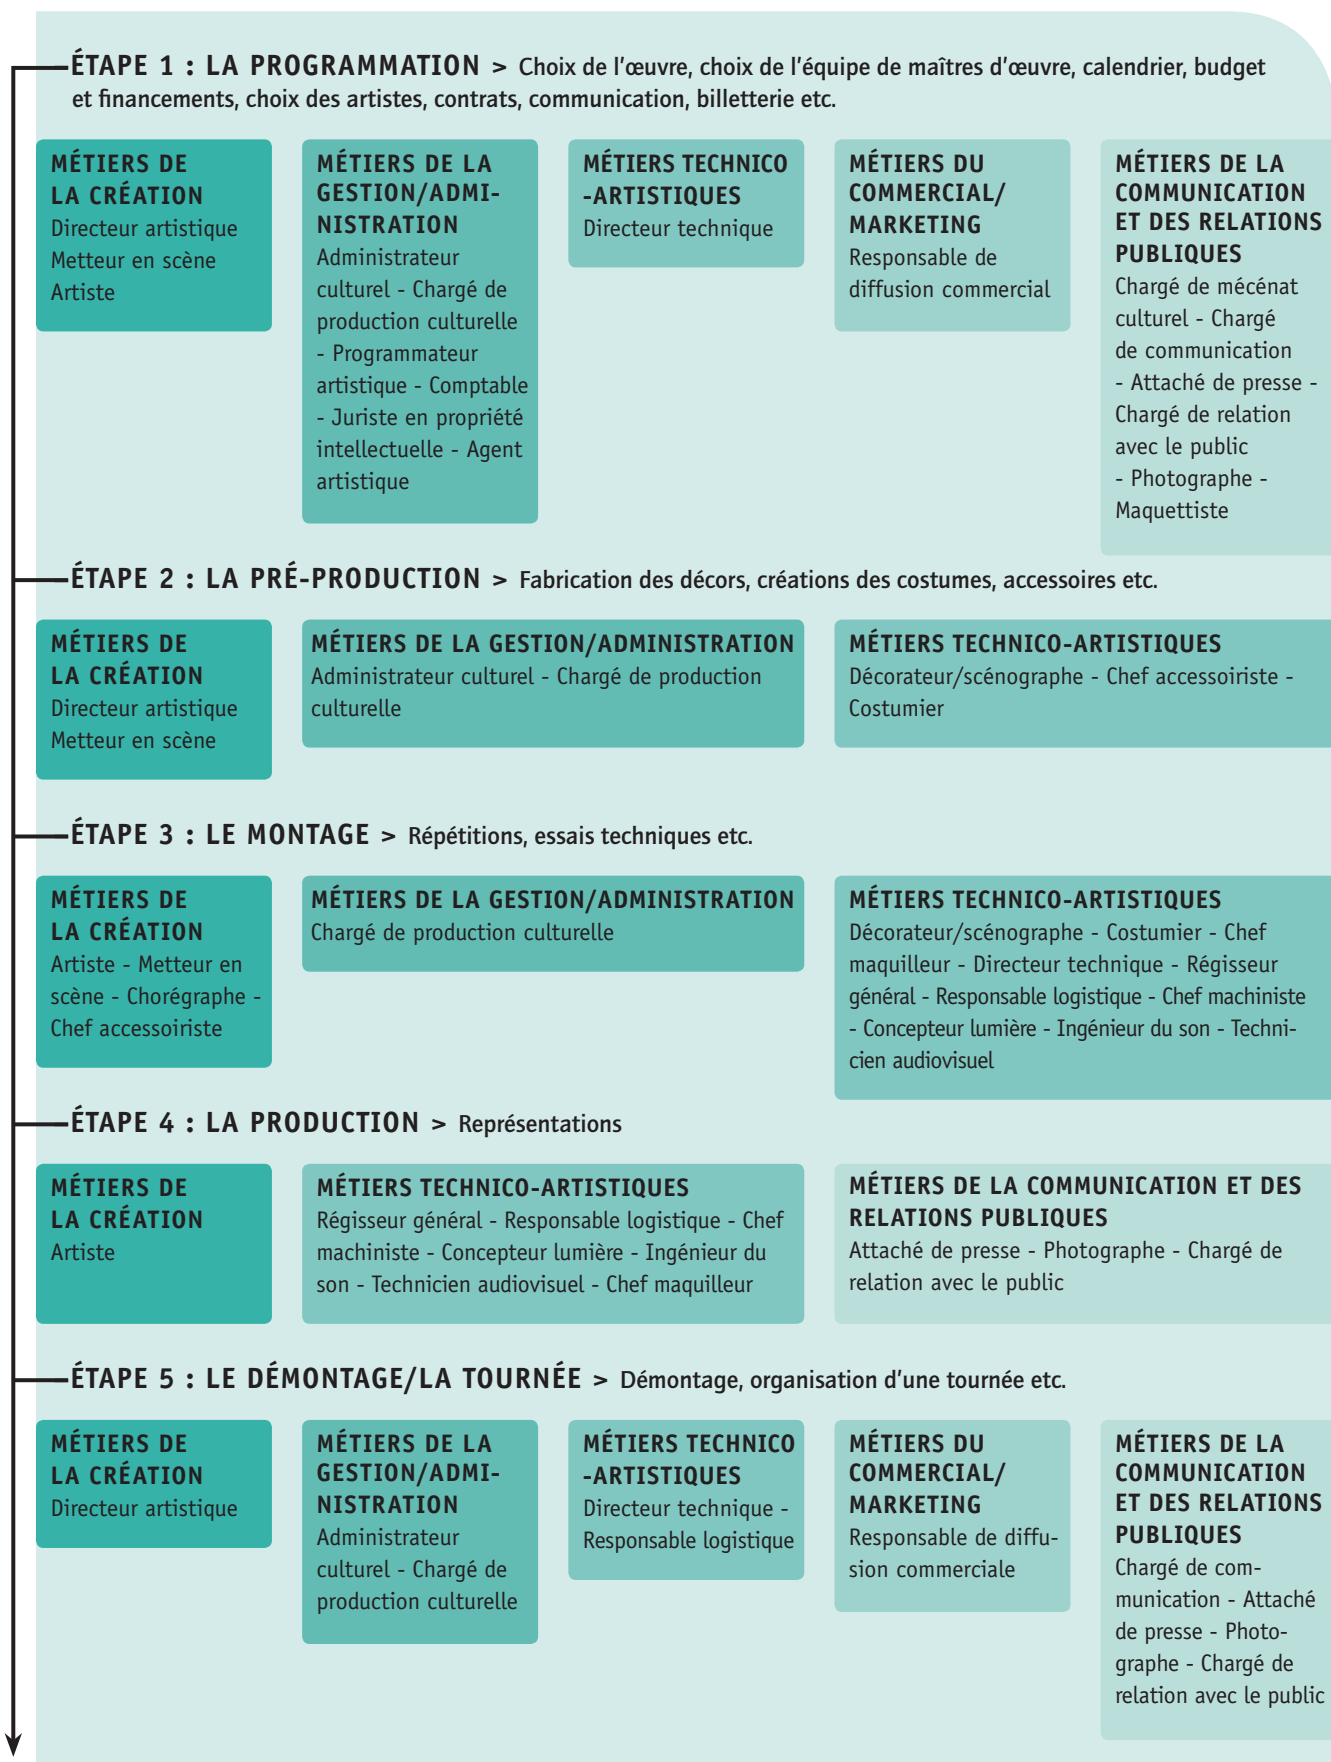 ÉTAPE 1 : LA PROGRAMMATION > Choix de l'œuvre, choix de l'équipe de maîtres d'œuvre, calendrier, budget
et financements, choix des artistes, contrats, communication, billetterie etc.
MÉTIERS DE
LA CRÉATION
Directeur artistique
Metteur en scène
Artiste
MÉTIERS DE LA
GESTION/ADMI-
NISTRATION
Administrateur
culturel - Chargé de
production culturelle
- Programmateur
artistique - Comptable
- Juriste en propriété
intellectuelle - Agent
artistique
MÉTIERS TECHNICO
-ARTISTIQUES
Directeur technique
MÉTIERS DU
COMMERCIAL/
MARKETING
Responsable de
diffusion commercial
MÉTIERS DE LA
COMMUNICATION
ET DES RELATIONS
PUBLIQUES
Chargé de mécénat
culturel - Chargé
de communication
- Attaché de presse -
Chargé de relation
avec le public
- Photographe -
Maquettiste
ÉTAPE 2 : LA PRÉ-PRODUCTION > Fabrication des décors, créations des costumes, accessoires etc.
MÉTIERS DE
LA CRÉATION
Directeur artistique
Metteur en scène
MÉTIERS DE LA GESTION/ADMINISTRATION
Administrateur culturel - Chargé de production
culturelle
MÉTIERS TECHNICO-ARTISTIQUES
Décorateur/scénographe - Chef accessoiriste -
Costumier
ÉTAPE 3 : LE MONTAGE > Répétitions, essais techniques etc.
MÉTIERS DE
LA CRÉATION
Artiste - Metteur en
scène - Chorégraphe -
Chef accessoiriste
MÉTIERS DE LA GESTION/ADMINISTRATION
Chargé de production culturelle
MÉTIERS TECHNICO-ARTISTIQUES
Décorateur/scénographe - Costumier - Chef
maquilleur - Directeur technique - Régisseur
général - Responsable logistique - Chef machiniste
- Concepteur lumière - Ingénieur du son - Techni-
cien audiovisuel
ÉTAPE 4 : LA PRODUCTION > Représentations
MÉTIERS DE
LA CRÉATION
Artiste
MÉTIERS TECHNICO-ARTISTIQUES
Régisseur général - Responsable logistique - Chef
machiniste - Concepteur lumière - Ingénieur du
son - Technicien audiovisuel - Chef maquilleur
MÉTIERS DE LA COMMUNICATION ET DES
RELATIONS PUBLIQUES
Attaché de presse - Photographe - Chargé de
relation avec le public
ÉTAPE 5 : LE DÉMONTAGE/LA TOURNÉE > Démontage, organisation d'une tournée etc.
MÉTIERS DE
LA CRÉATION
Directeur artistique
MÉTIERS DE LA
GESTION/ADMI-
NISTRATION
Administrateur
culturel - Chargé de
production culturelle
MÉTIERS TECHNICO
-ARTISTIQUES
Directeur technique -
Responsable logistique
MÉTIERS DU
COMMERCIAL/
MARKETING
Responsable de diffu-
sion commerciale
MÉTIERS DE LA
COMMUNICATION
ET DES RELATIONS
PUBLIQUES
Chargé de com-
munication - Attaché
de presse - Photo-
graphe - Chargé de
relation avec le public